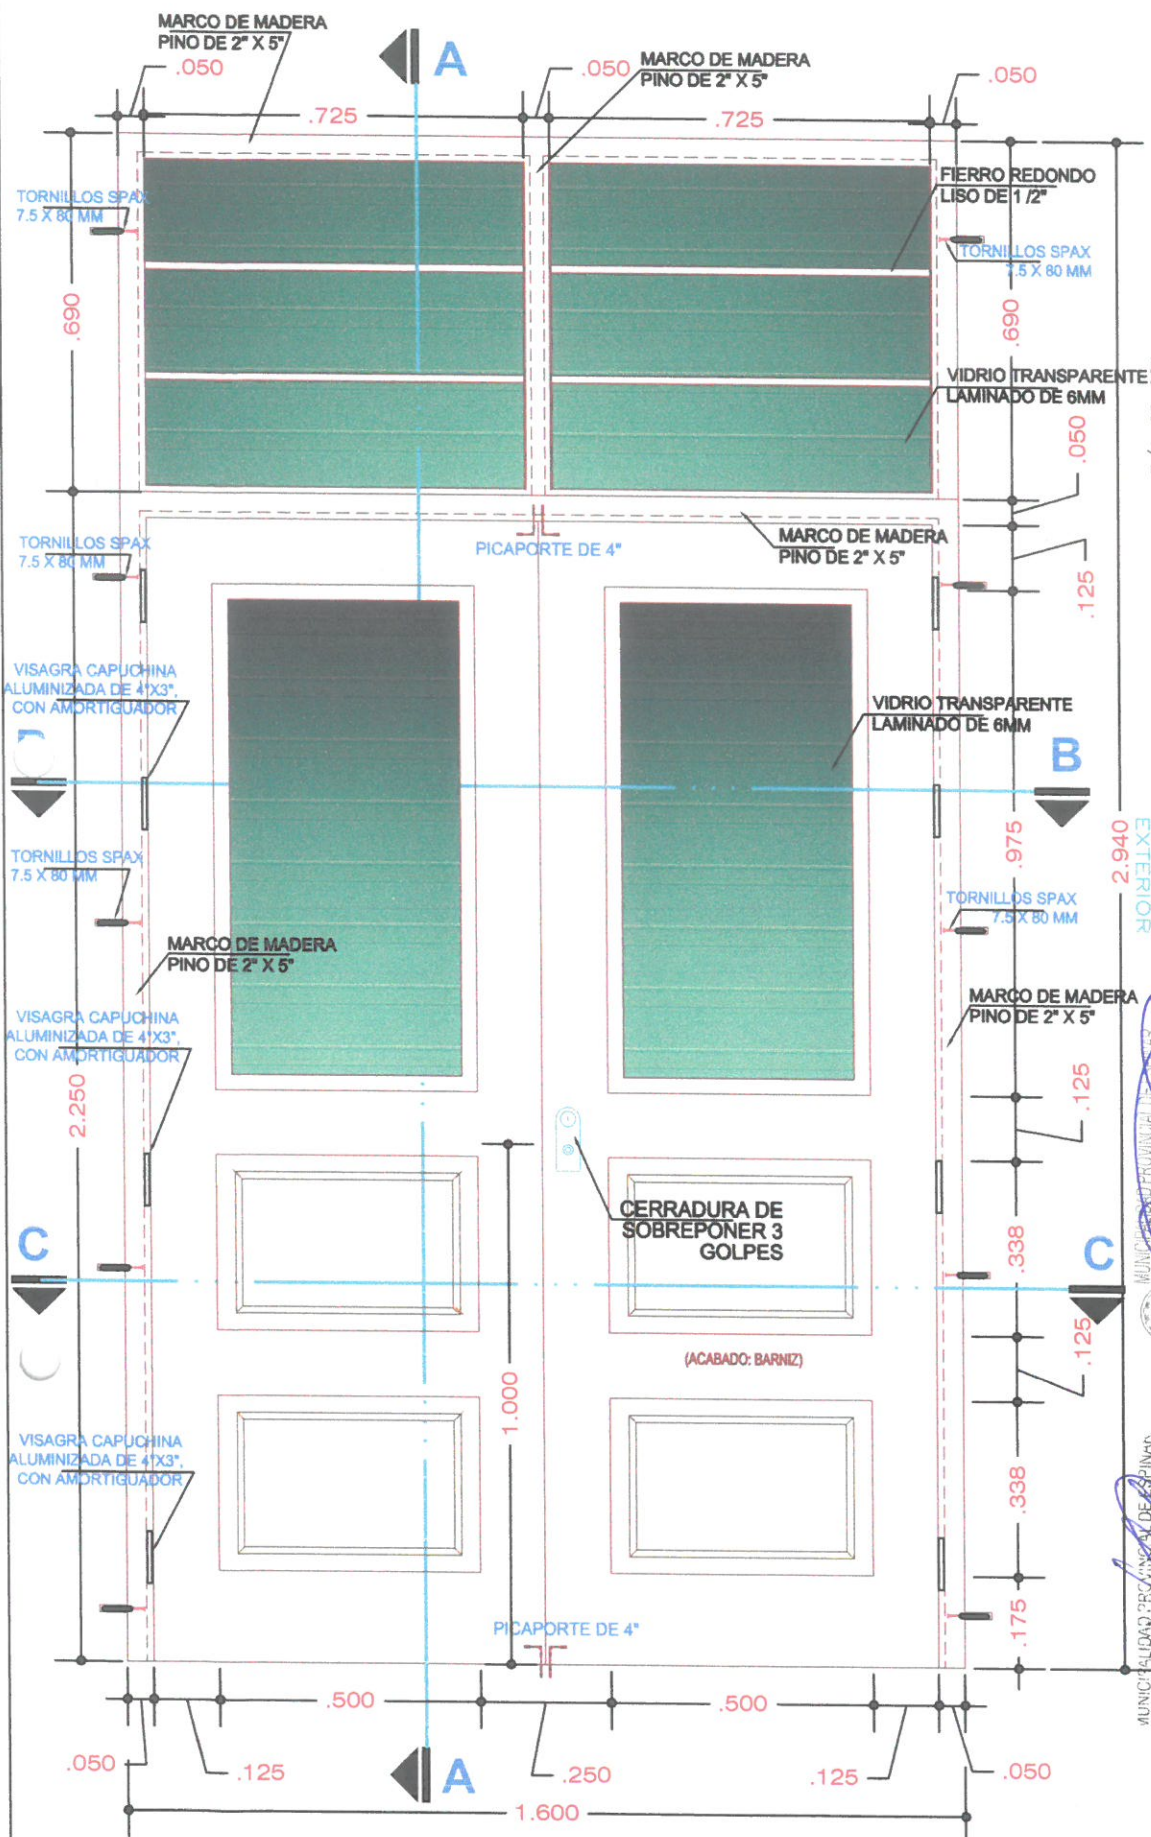 MARCO DE MADERA
PINO DE 2" X 5"
A
.050
.050
MARCO DE MADERA
PINO DE 2" X 5"
.050
.725
.725
FIERRO REDONDO
LISO DE 1 /2"
TORNILLOS SPAX
7.5 X 80 MM
TORNILLOS SPAX
7.5 X 80 MM
.690
.690
VIDRIO TRANSPARENTE
LAMINADO DE 6MM
.050
TORNILLOS SPAX
7.5 X 80 MM
PICAPORTE DE 4"
MARCO DE MADERA
PINO DE 2" X 5"
.125
VISAGRA CAPUCHINA
ALUMINIZADA DE 4"X3",
CON AMORTIGUADOR
VIDRIO TRANSPARENTE
LAMINADO DE 6MM
B
.975
2.940
EXTERIOR
TORNILLOS SPAX
7.5 X 80 MM
TORNILLOS SPAX
7.5 X 80 MM
MARCO DE MADERA
PINO DE 2" X 5"
MARCO DE MADERA
PINO DE 2" X 5"
VISAGRA CAPUCHINA
ALUMINIZADA DE 4"X3",
CON AMORTIGUADOR
2.250
.125
CERRADURA DE
SOBREPONER 3
GOLPES
C
.338
C
MUNICIPALIDAD PROVINCIAL DE
.125
(ACABADO: BARNIZ)
1.000
VISAGRA CAPUCHINA
ALUMINIZADA DE 4"X3",
CON AMORTIGUADOR
.338
MUNICIPALIDAD PROVINCIAL DE ESPINAR
.175
PICAPORTE DE 4"
.500
.500
.050
.125
A
.250
.125
.050
1.600